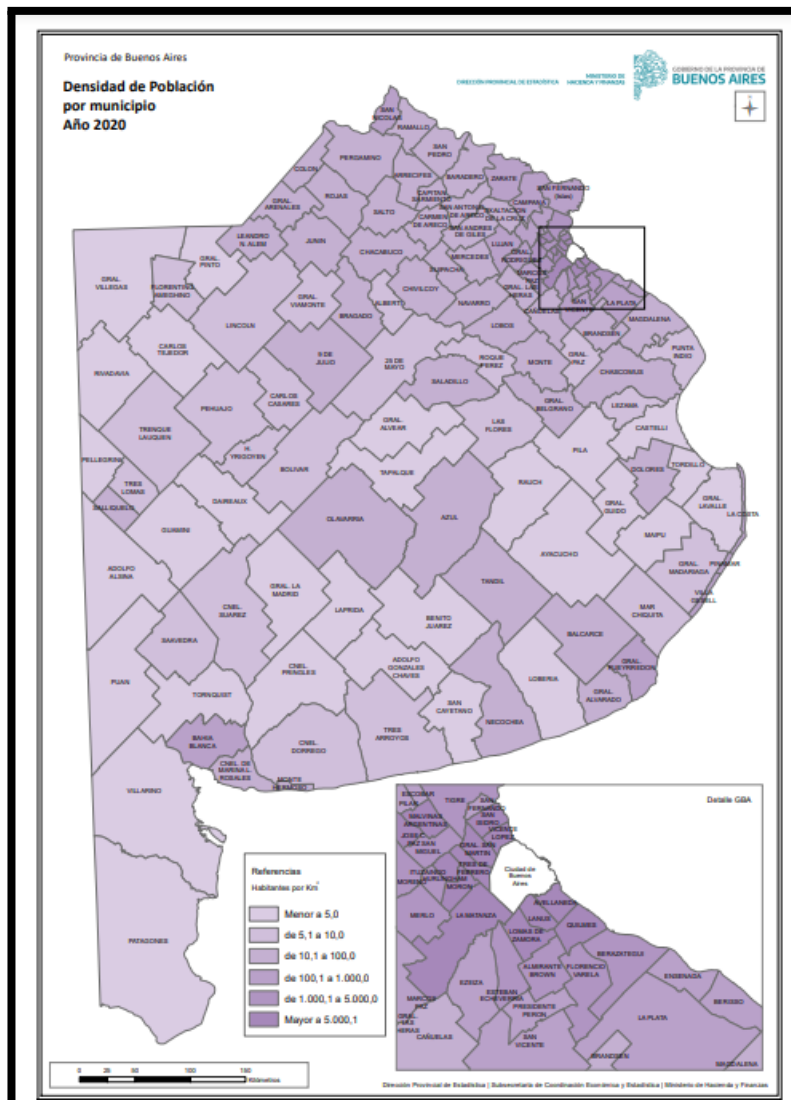 Provincia de Buenos Aires
Densidad de Población
por municipio
Año 2020
DIRECCIÓN PROVINCIAL DE ESTADÍSTICA
MINISTERIO DE
HACIENDA Y FINANZAS
GOBIERNO DE LA PROVINCIA DE
BUENOS AIRES
SAN
NICOLAS
RAMALLO
SAN
PEDRO
PERGAMINO
COLON
ARRECIFES
BARADERO
ZARATE
SAN FERNANDO
(Islas)
CAMPANA
ROJAS
CAPITAN
SARMIENTO
GRAL.
ARENALES
SALTO
SAN ANTONIO
DE ARECO
EXALTACION
DE LA CRUZ
CARMEN
DE ARECO
SAN ANDRES
DE GILES
LEANDRO
N. ALEM
JUNIN
CHACABUCO
MERCEDES
LUJAN
GRAL.
RODRIGUEZ
SUIPACHA
GRAL.
VILLEGAS
GRAL.
PINTO
FLORENTINO
AMEGHINO
CHIVILCOY
MARCOS
PAZ
GRAL. LAS
HERAS
GRAL.
VIAMONTE
ALBERTI
NAVARRO
CAÑUELAS
SAN
VICENTE
LA PLATA
LINCOLN
BRAGADO
LOBOS
BRANDSEN
MAGDALENA
CARLOS
TEJEDOR
9 DE
JULIO
25 DE
MAYO
ROQUE
PEREZ
MONTE
GRAL.
PAZ
PUNTA
INDIO
RIVADAVIA
SALADILLO
CHASCOMUS
PEHUAJO
CARLOS
CASARES
GRAL.
BELGRANO
LEZAMA
TRENQUE
LAUQUEN
GRAL.
ALVEAR
LAS
FLORES
CASTELLI
H.
YRIGOYEN
PILA
PELLEGRINI
BOLIVAR
TAPALQUE
DOLORES
TORDILLO
TRES
LOMAS
SALLIQUELO
DAIREAUX
RAUCH
GRAL.
GUIDO
GRAL.
LAVALLE
LA COSTA
GUAMINI
OLAVARRIA
AZUL
MAIPU
AYACUCHO
ADOLFO
ALSINA
GRAL.
MADARIAGA
PINAMAR
VILLA
GESELL
GRAL. LA
MADRID
TANDIL
CNEL.
SUAREZ
LAPRIDA
BENITO
JUAREZ
MAR
CHIQUITA
SAAVEDRA
BALCARCE
ADOLFO
GONZALES
CHAVES
GRAL.
PUEYRREDON
PUAN
CNEL.
PRINGLES
LOBERIA
TORNQUIST
SAN
CAYETANO
GRAL.
ALVARADO
NECOCHEA
BAHIA
BLANCA
CNEL.
DORREGO
TRES
ARROYOS
CNEL. DE
MARINA L.
ROSALES
MONTE
HERMOSO
VILLARINO
PATAGONES
Referencias
Habitantes por Km²
Menor a 5,0
de 5,1 a 10,0
de 10,1 a 100,0
de 100,1 a 1.000,0
de 1.000,1 a 5.000,0
Mayor a 5.000,1
Detalle GBA
ESCOBAR
PILAR
TIGRE
SAN
FERNANDO
SAN
ISIDRO
MALVINAS
ARGENTINAS
VICENTE
LOPEZ
JOSE C.
PAZ
SAN
MIGUEL
GRAL. SAN
MARTIN
TRES DE
FEBRERO
ITUZAINGO
HURLINGHAM
MORENO
MORON
Ciudad de
Buenos
Aires
MERLO
LA MATANZA
AVELLANEDA
LANUS
QUILMES
LOMAS DE
ZAMORA
BERAZATEGUI
ALMIRANTE
BROWN
FLORENCIO
VARELA
ENSENADA
EZEIZA
ESTEBAN
ECHEVERRIA
BERISSO
MARCOS
PAZ
PRESIDENTE
PERON
LA PLATA
GRAL.
LAS
HERAS
CAÑUELAS
SAN
VICENTE
BRANDSEN
MAGDALENA
0 25 50 100 150
Kilómetros
Dirección Provincial de Estadística | Subsecretaría de Coordinación Económica y Estadística | Ministerio de Hacienda y Finanzas